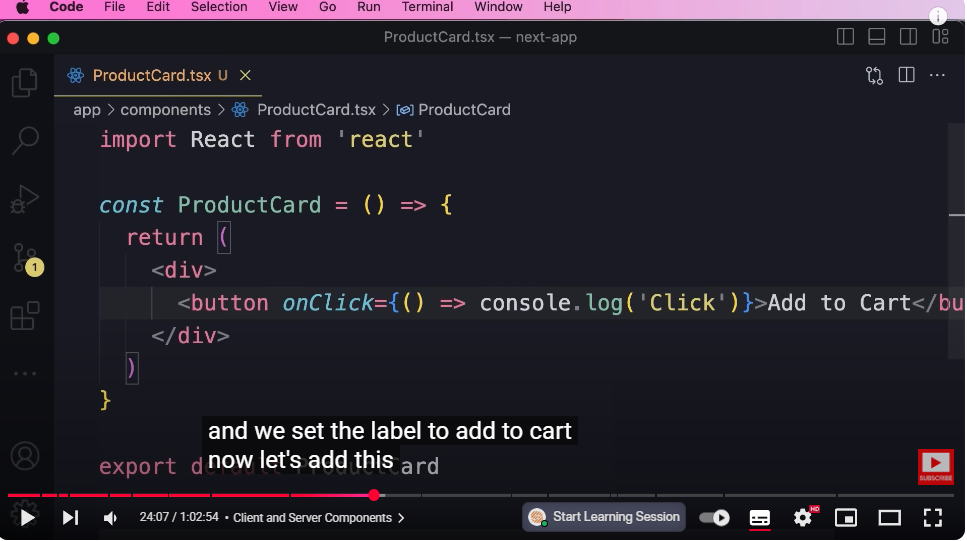 Code File Edit Selection View Go Run Terminal Window Help
ProductCard.tsx — next-app
ProductCard.tsx U
app > components > ProductCard.tsx > ProductCard
import React from 'react'
const ProductCard = () => {
return (
<div>
<button onClick={() => console.log('Click')}>Add to Cart</bu
</div>
)
}
1
and we set the label to add to cart
now let's add this
export d ProductCard
SUBSCRIBE
24:07 / 1:02:54 • Client and Server Components >
Start Learning Session
HD